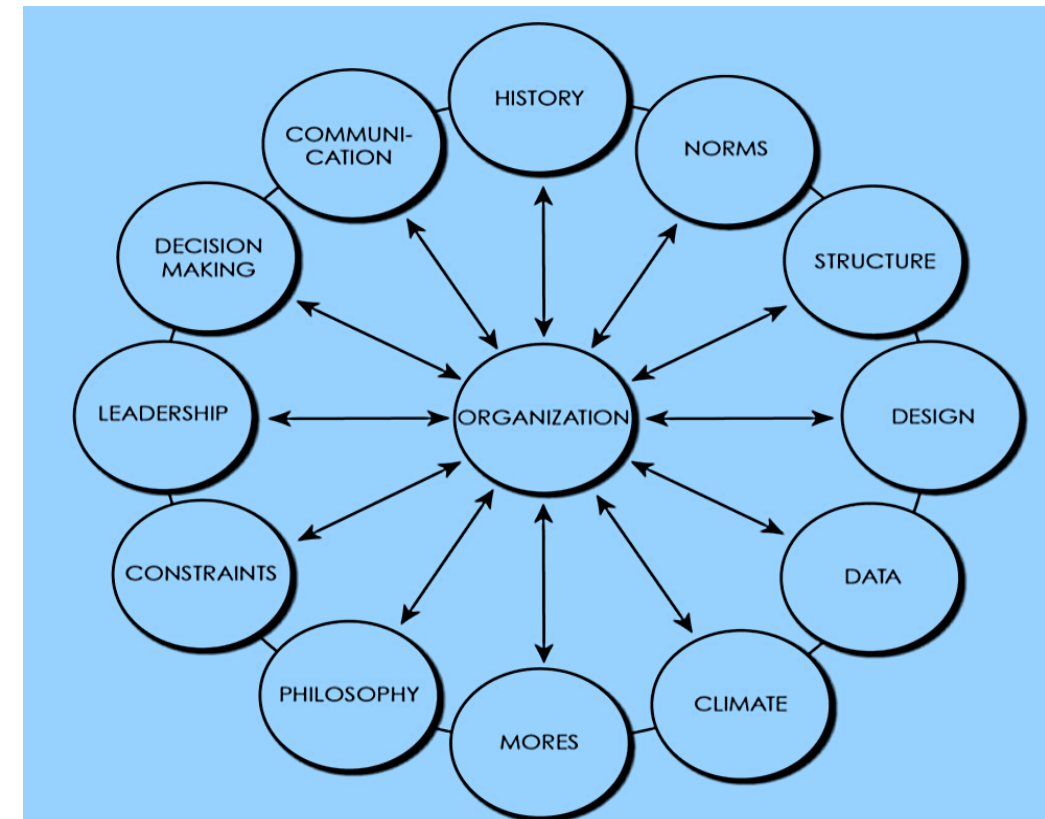 HISTORY
COMMUNI-
CATION
NORMS
DECISION
MAKING
STRUCTURE
LEADERSHIP
ORGANIZATION
DESIGN
CONSTRAINTS
DATA
PHILOSOPHY
CLIMATE
MORES